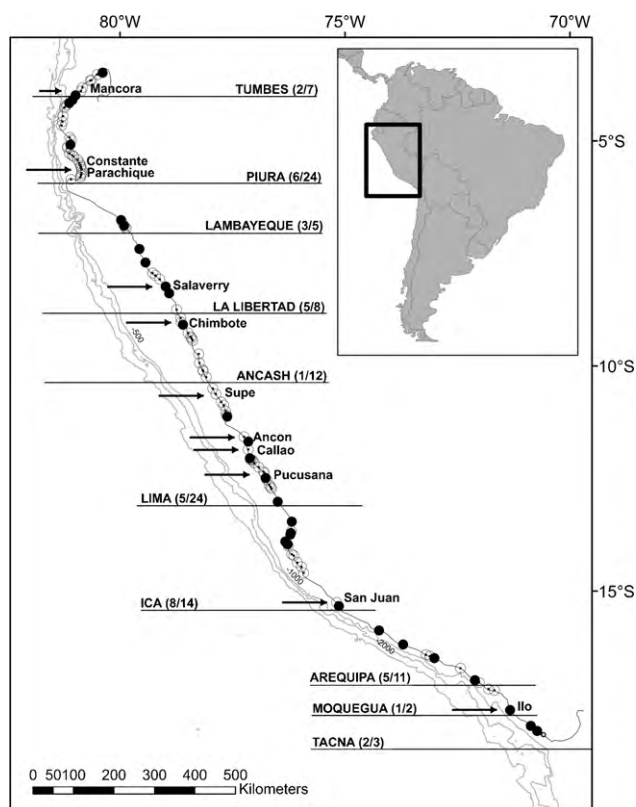 80°W 75°W 70°W
Mancora
TUMBES (2/7)
5°S
Constante
Parachique
PIURA (6/24)
LAMBAYEQUE (3/5)
Salaverry
LA LIBERTAD (5/8)
Chimbote
-500
10°S
ANCASH (1/12)
Supe
Ancon
Callao
Pucusana
LIMA (5/24)
-1000
San Juan
15°S
ICA (8/14)
-2000
AREQUIPA (5/11)
MOQUEGUA (1/2)
Ilo
TACNA (2/3)
0 50100 200 300 400 500
Kilometers